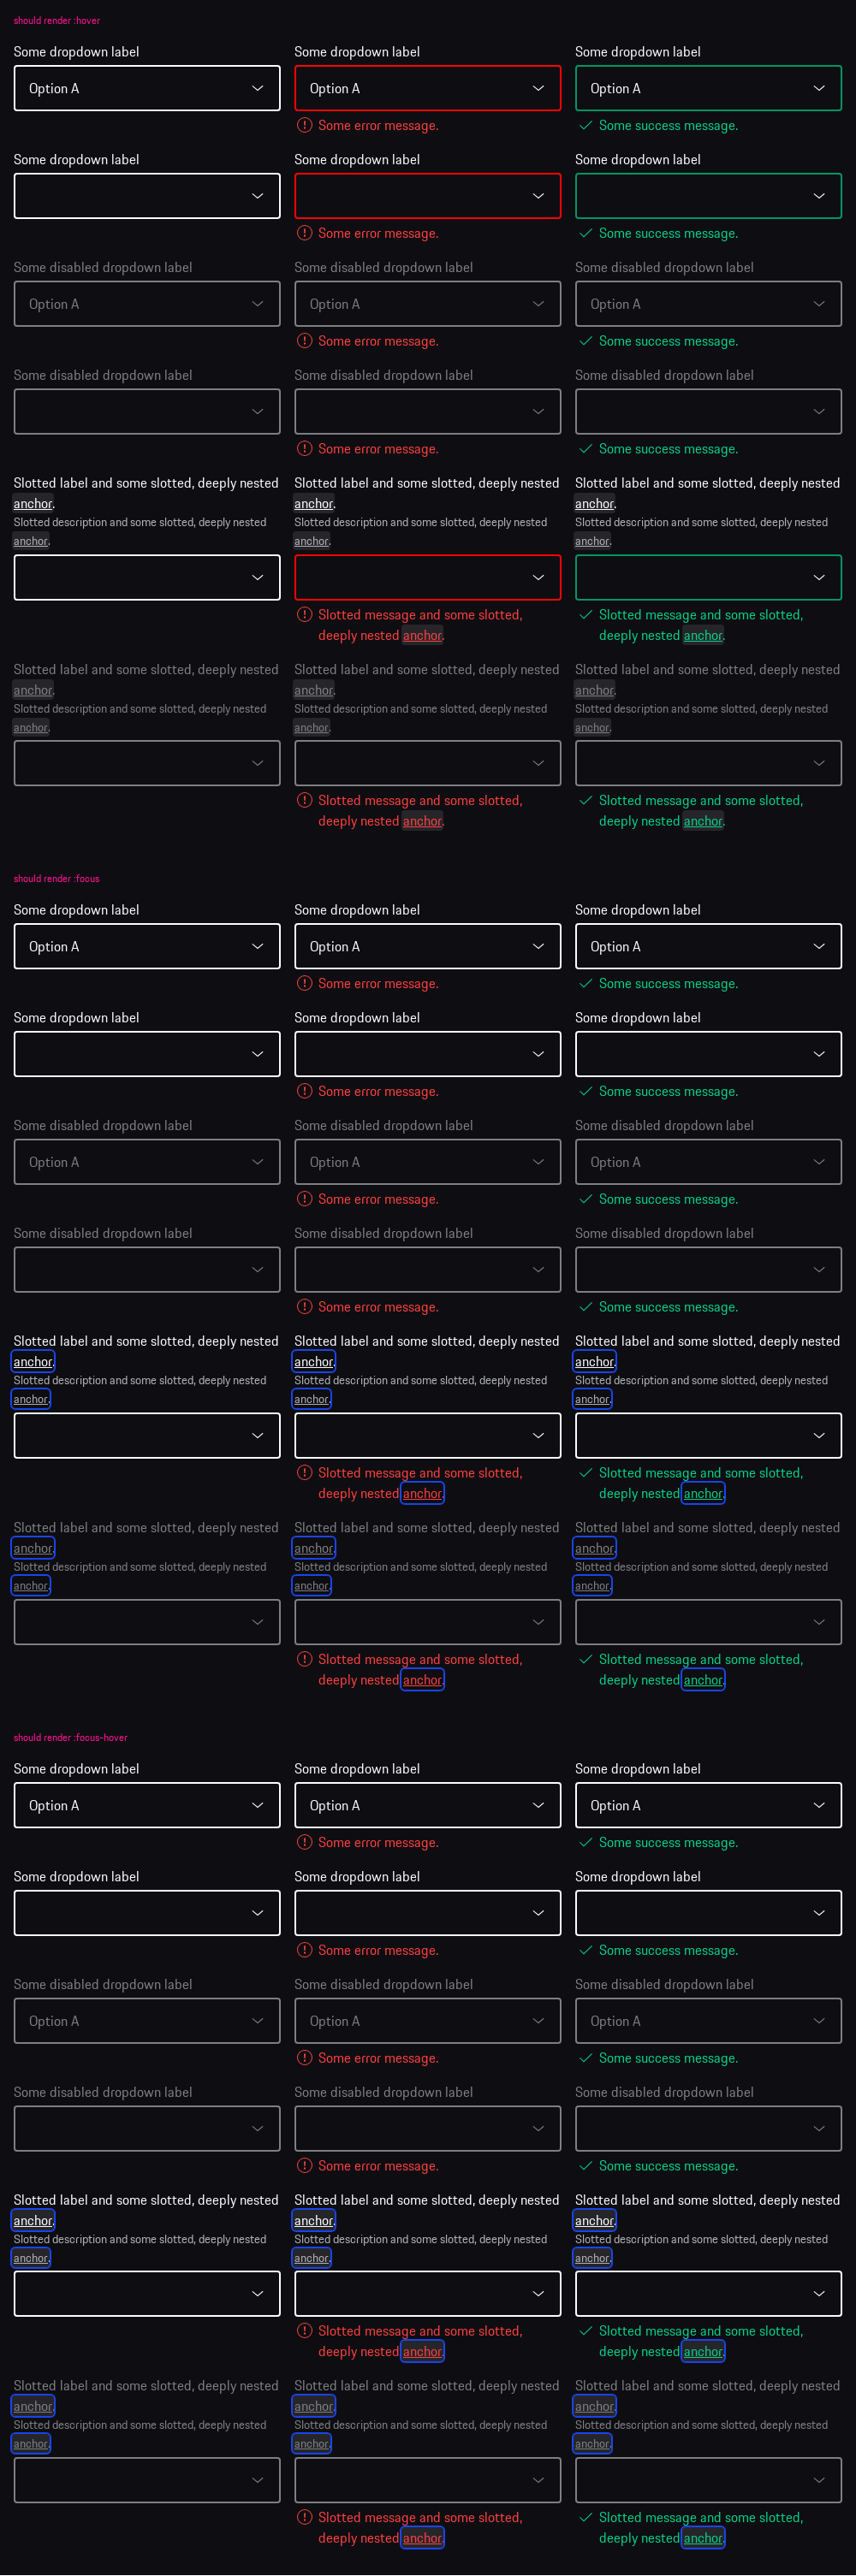 should render :hover
Some dropdown label Some dropdown label Some dropdown label
Option A Option A Option A
Some error message. Some success message.
Some dropdown label Some dropdown label Some dropdown label
Some error message. Some success message.
Some disabled dropdown label Some disabled dropdown label Some disabled dropdown label
Option A Option A Option A
Some error message. Some success message.
Some disabled dropdown label Some disabled dropdown label Some disabled dropdown label
Some error message. Some success message.
Slotted label and some slotted, deeply nested Slotted label and some slotted, deeply nested Slotted label and some slotted, deeply nested
anchor. anchor. anchor.
Slotted description and some slotted, deeply nested Slotted description and some slotted, deeply nested Slotted description and some slotted, deeply nested
anchor. anchor. anchor.
Slotted message and some slotted, Slotted message and some slotted,
deeply nested anchor. deeply nested anchor.
Slotted label and some slotted, deeply nested Slotted label and some slotted, deeply nested Slotted label and some slotted, deeply nested
anchor. anchor. anchor.
Slotted description and some slotted, deeply nested Slotted description and some slotted, deeply nested Slotted description and some slotted, deeply nested
anchor. anchor. anchor.
Slotted message and some slotted, Slotted message and some slotted,
deeply nested anchor. deeply nested anchor.
should render :focus
Some dropdown label Some dropdown label Some dropdown label
Option A Option A Option A
Some error message. Some success message.
Some dropdown label Some dropdown label Some dropdown label
Some error message. Some success message.
Some disabled dropdown label Some disabled dropdown label Some disabled dropdown label
Option A Option A Option A
Some error message. Some success message.
Some disabled dropdown label Some disabled dropdown label Some disabled dropdown label
Some error message. Some success message.
Slotted label and some slotted, deeply nested Slotted label and some slotted, deeply nested Slotted label and some slotted, deeply nested
anchor. anchor. anchor.
Slotted description and some slotted, deeply nested Slotted description and some slotted, deeply nested Slotted description and some slotted, deeply nested
anchor. anchor. anchor.
Slotted message and some slotted, Slotted message and some slotted,
deeply nested anchor. deeply nested anchor.
Slotted label and some slotted, deeply nested Slotted label and some slotted, deeply nested Slotted label and some slotted, deeply nested
anchor. anchor. anchor.
Slotted description and some slotted, deeply nested Slotted description and some slotted, deeply nested Slotted description and some slotted, deeply nested
anchor. anchor. anchor.
Slotted message and some slotted, Slotted message and some slotted,
deeply nested anchor. deeply nested anchor.
should render :focus-hover
Some dropdown label Some dropdown label Some dropdown label
Option A Option A Option A
Some error message. Some success message.
Some dropdown label Some dropdown label Some dropdown label
Some error message. Some success message.
Some disabled dropdown label Some disabled dropdown label Some disabled dropdown label
Option A Option A Option A
Some error message. Some success message.
Some disabled dropdown label Some disabled dropdown label Some disabled dropdown label
Some error message. Some success message.
Slotted label and some slotted, deeply nested Slotted label and some slotted, deeply nested Slotted label and some slotted, deeply nested
anchor. anchor. anchor.
Slotted description and some slotted, deeply nested Slotted description and some slotted, deeply nested Slotted description and some slotted, deeply nested
anchor. anchor. anchor.
Slotted message and some slotted, Slotted message and some slotted,
deeply nested anchor. deeply nested anchor.
Slotted label and some slotted, deeply nested Slotted label and some slotted, deeply nested Slotted label and some slotted, deeply nested
anchor. anchor. anchor.
Slotted description and some slotted, deeply nested Slotted description and some slotted, deeply nested Slotted description and some slotted, deeply nested
anchor. anchor. anchor.
Slotted message and some slotted, Slotted message and some slotted,
deeply nested anchor. deeply nested anchor.